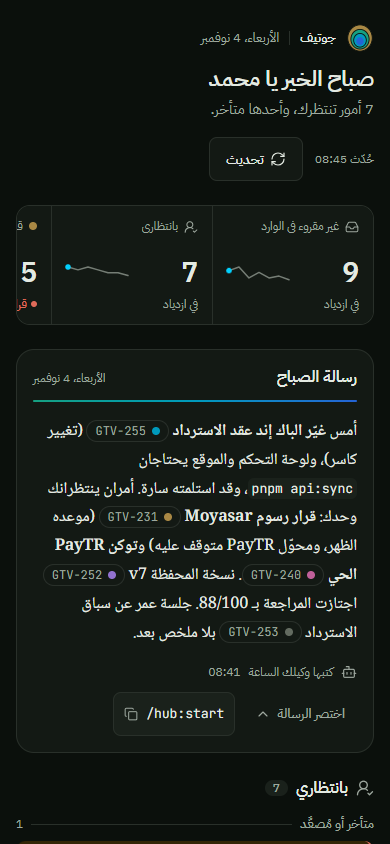 جوتيف
الأربعاء، 4 نوفمبر
صباح الخير يا محمد
7 أمور تنتظرك، وأحدها متأخر.
حُدّث 08:45
تحديث
غير مقروء في الوارد
9
في ازدياد
بانتظاري
7
في ازدياد
5
رسالة الصباح
الأربعاء، 4 نوفمبر
أمس غيّر الباك إند عقد الاسترداد GTV-255 (تغيير
كاسر)، ولوحة التحكم والموقع يحتاجان
pnpm api:sync، وقد استلمته سارة. أمران ينتظرانك
وحدك: قرار رسوم Moyasar GTV-231 (موعده
الظهر، ومحوّل PayTR متوقف عليه) وتوكن PayTR
الحي GTV-240. نسخة المحفظة v7 GTV-252
اجتازت المراجعة بـ 88/100. جلسة عمر عن سباق
الاسترداد GTV-253 بلا ملخص بعد.
كتبها وكيلك الساعة 08:41
اختصر الرسالة
/hub:start
بانتظاري 7
متأخر أو مُصعَّد
1